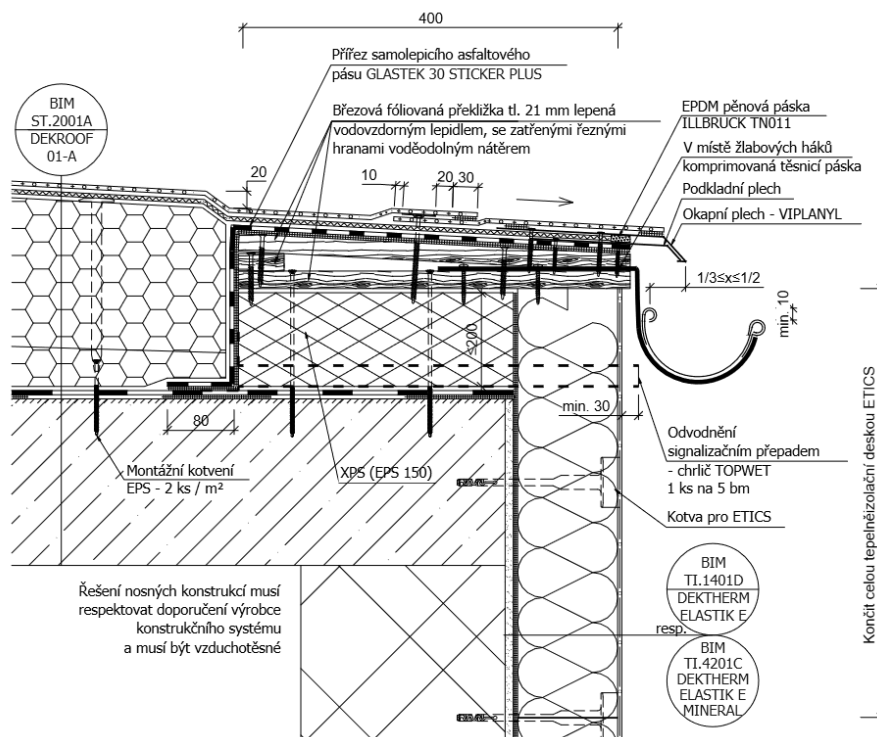 400
Přířez samolepicího asfaltového
pásu GLASTEK 30 STICKER PLUS
BIM
ST.2001A
DEKROOF
01-A
Březová fóliovaná překližka tl. 21 mm lepená
vodovzdorným lepidlem, se zatřenými řeznými
hranami voděodolným nátěrem
EPDM pěnová páska
ILLBRUCK TN011
V místě žlabových háků
komprimovaná těsnicí páska
Podkladní plech
Okapní plech - VIPLANYL
20
10
20
30
1/3≤x≤1/2
min. 10
≤200
80
min. 30
Montážní kotvení
EPS - 2 ks / m²
XPS (EPS 150)
Odvodnění
signalizačním přepadem
- chrlič TOPWET
1 ks na 5 bm
Kotva pro ETICS
Končit celou tepelněizolační deskou ETICS
Řešení nosných konstrukcí musí
respektovat doporučení výrobce
konstrukčního systému
a musí být vzduchotěsné
BIM
TI.1401D
DEKTHERM
ELASTIK E
resp.
BIM
TI.4201C
DEKTHERM
ELASTIK E
MINERAL